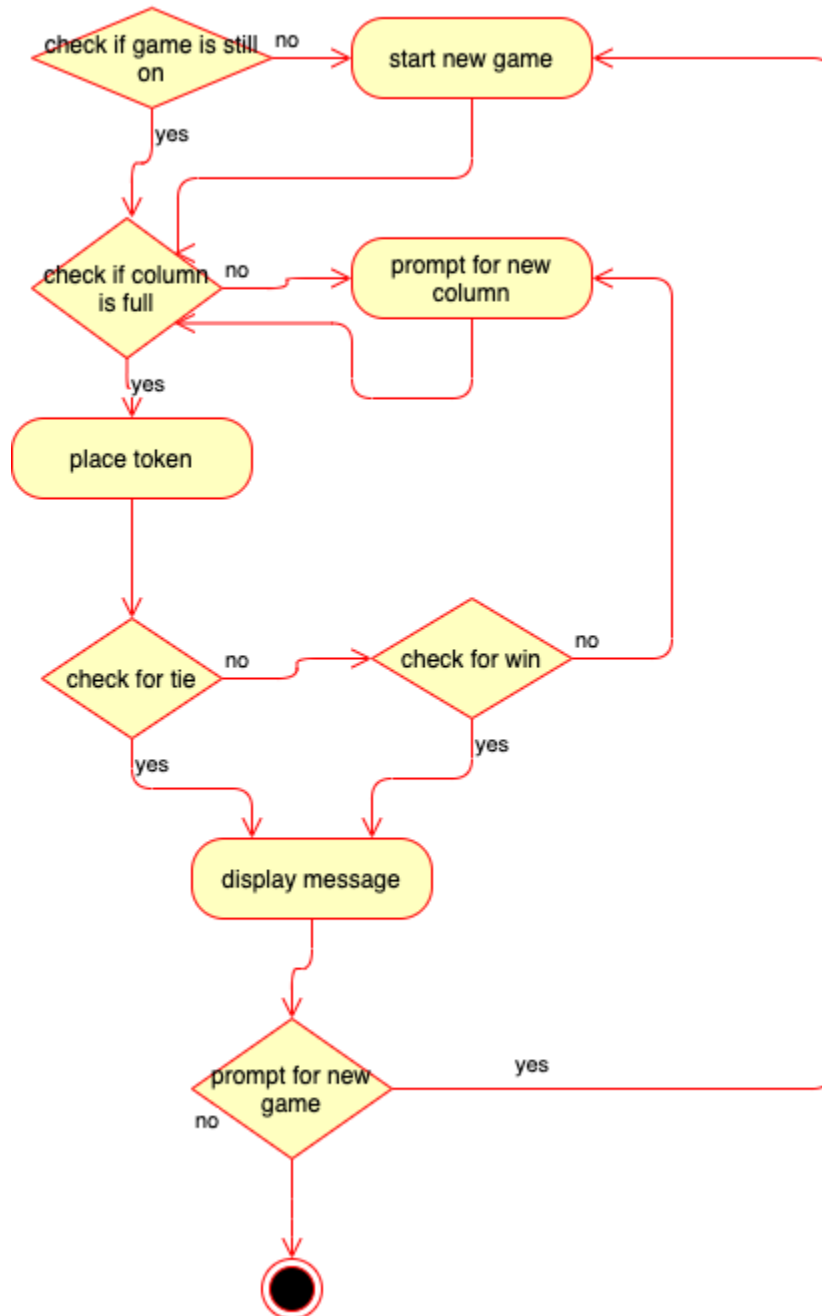 check if game is still
on
no
start new game
yes
check if column
is full
no
prompt for new
column
yes
place token
check for tie
no
check for win
no
yes
yes
display message
prompt for new
game
yes
no